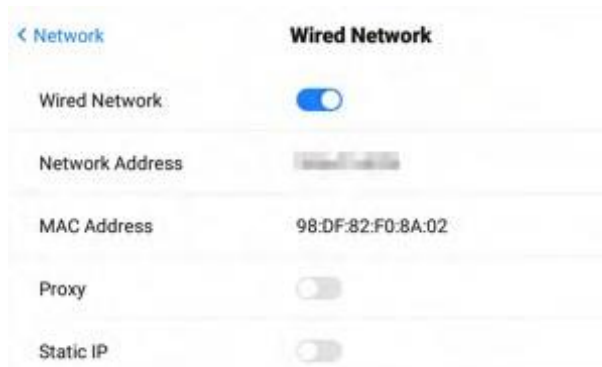 < Network Wired Network
Wired Network
Network Address
MAC Address 98:DF:82:F0:8A:02
Proxy
Static IP